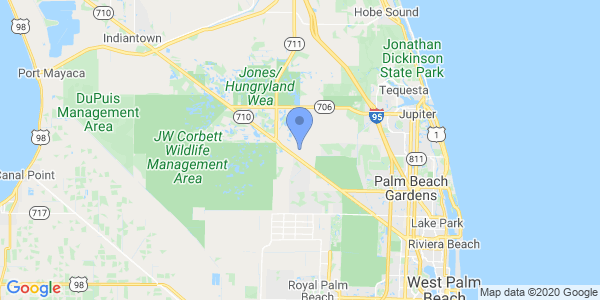 Hobe Sound
98
710
Indiantown
711
Jonathan
Dickinson
State Park
Port Mayaca
Jones/
Hungryland
Wea
Tequesta
DuPuis
Management
Area
706
710
95
Jupiter
98
1
JW Corbett
Wildlife
Management
Area
811
Canal Point
Palm Beach
Gardens
717
Lake Park
Riviera Beach
98
Royal Palm
Beach
West Palm
Beach
Google
Map data ©2020 Google